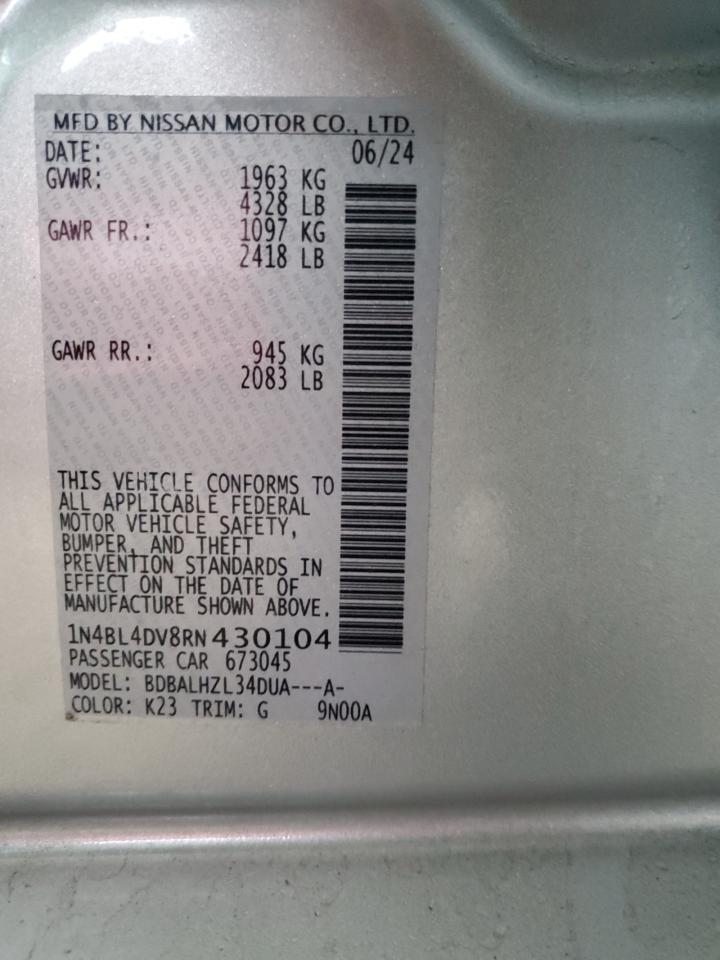 MFD BY NISSAN MOTOR CO., LTD.
DATE: 06/24
GVWR: 1963 KG
4328 LB
GAWR FR.: 1097 KG
2418 LB
GAWR RR.: 945 KG
2083 LB
THIS VEHICLE CONFORMS TO
ALL APPLICABLE FEDERAL
MOTOR VEHICLE SAFETY,
BUMPER, AND THEFT
PREVENTION STANDARDS IN
EFFECT ON THE DATE OF
MANUFACTURE SHOWN ABOVE.
1N4BL4DV8RN430104
PASSENGER CAR 673045
MODEL: BDBALHZL34DUA---A-
COLOR: K23 TRIM: G 9N00A